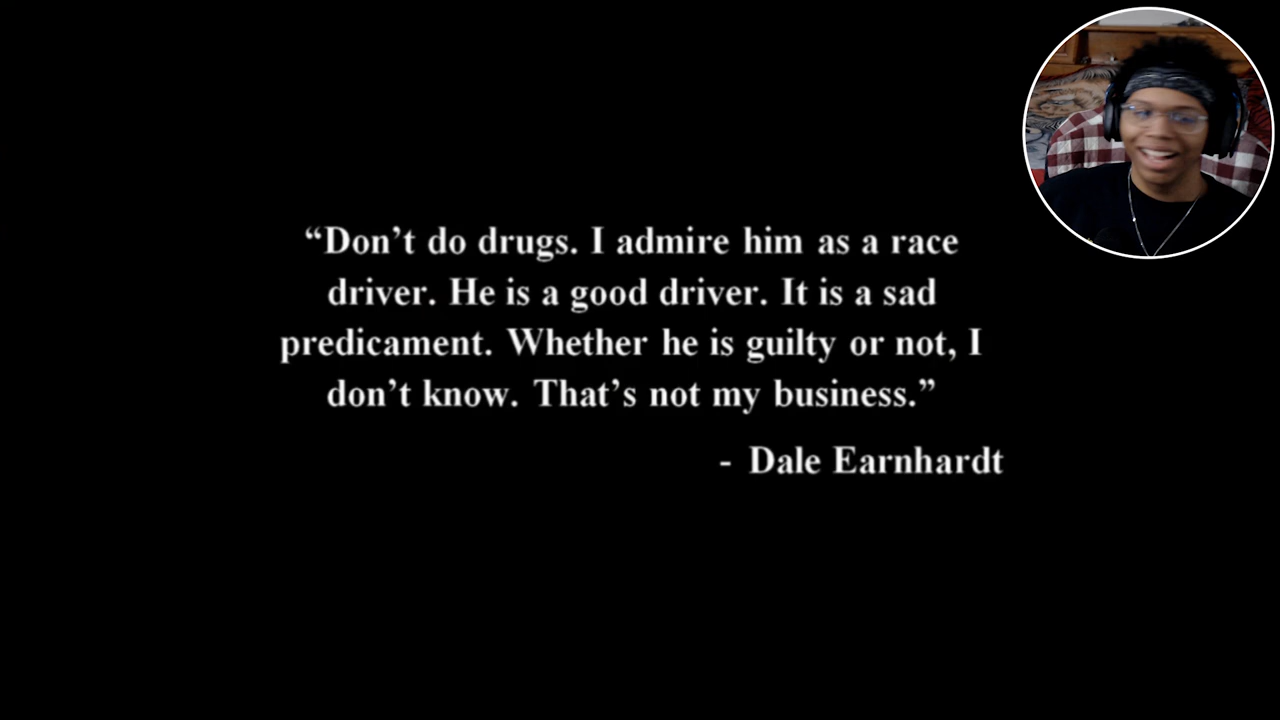 “Don’t do drugs. I admire him as a race
driver. He is a good driver. It is a sad
predicament. Whether he is guilty or not, I
don’t know. That’s not my business.”
- Dale Earnhardt